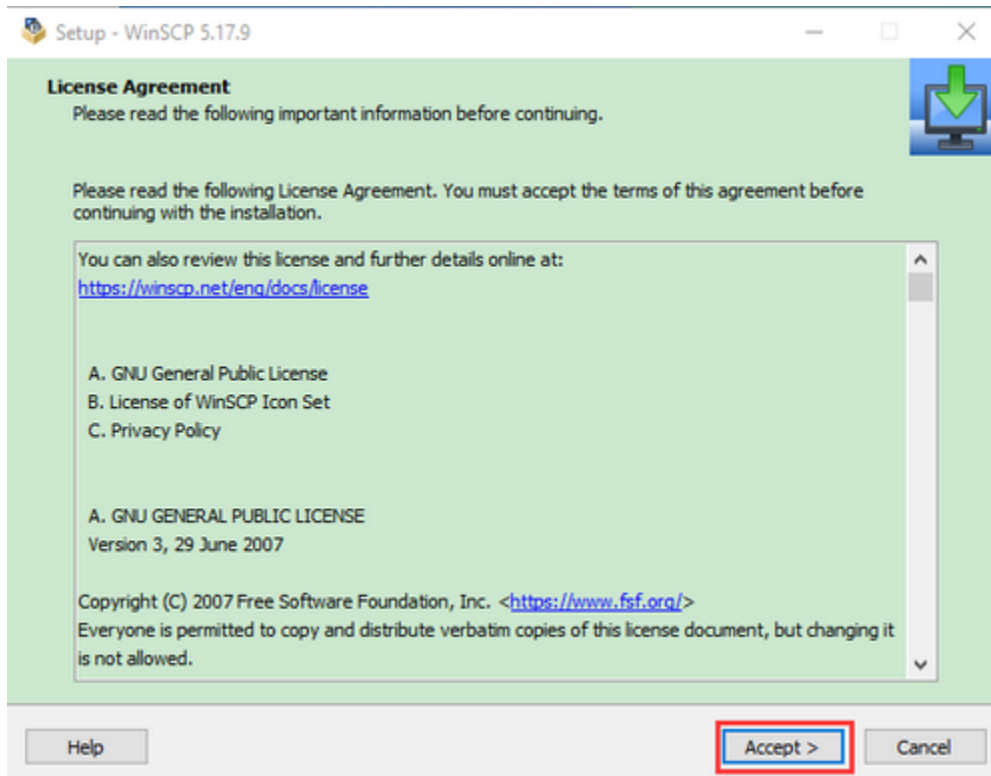 Setup - WinSCP 5.17.9
License Agreement
Please read the following important information before continuing.
Please read the following License Agreement. You must accept the terms of this agreement before
continuing with the installation.
You can also review this license and further details online at:
https://winscp.net/eng/docs/license
A. GNU General Public License
B. License of WinSCP Icon Set
C. Privacy Policy
A. GNU GENERAL PUBLIC LICENSE
Version 3, 29 June 2007
Copyright (C) 2007 Free Software Foundation, Inc. <https://www.fsf.org/>
Everyone is permitted to copy and distribute verbatim copies of this license document, but changing it
is not allowed.
Help
Accept >
Cancel